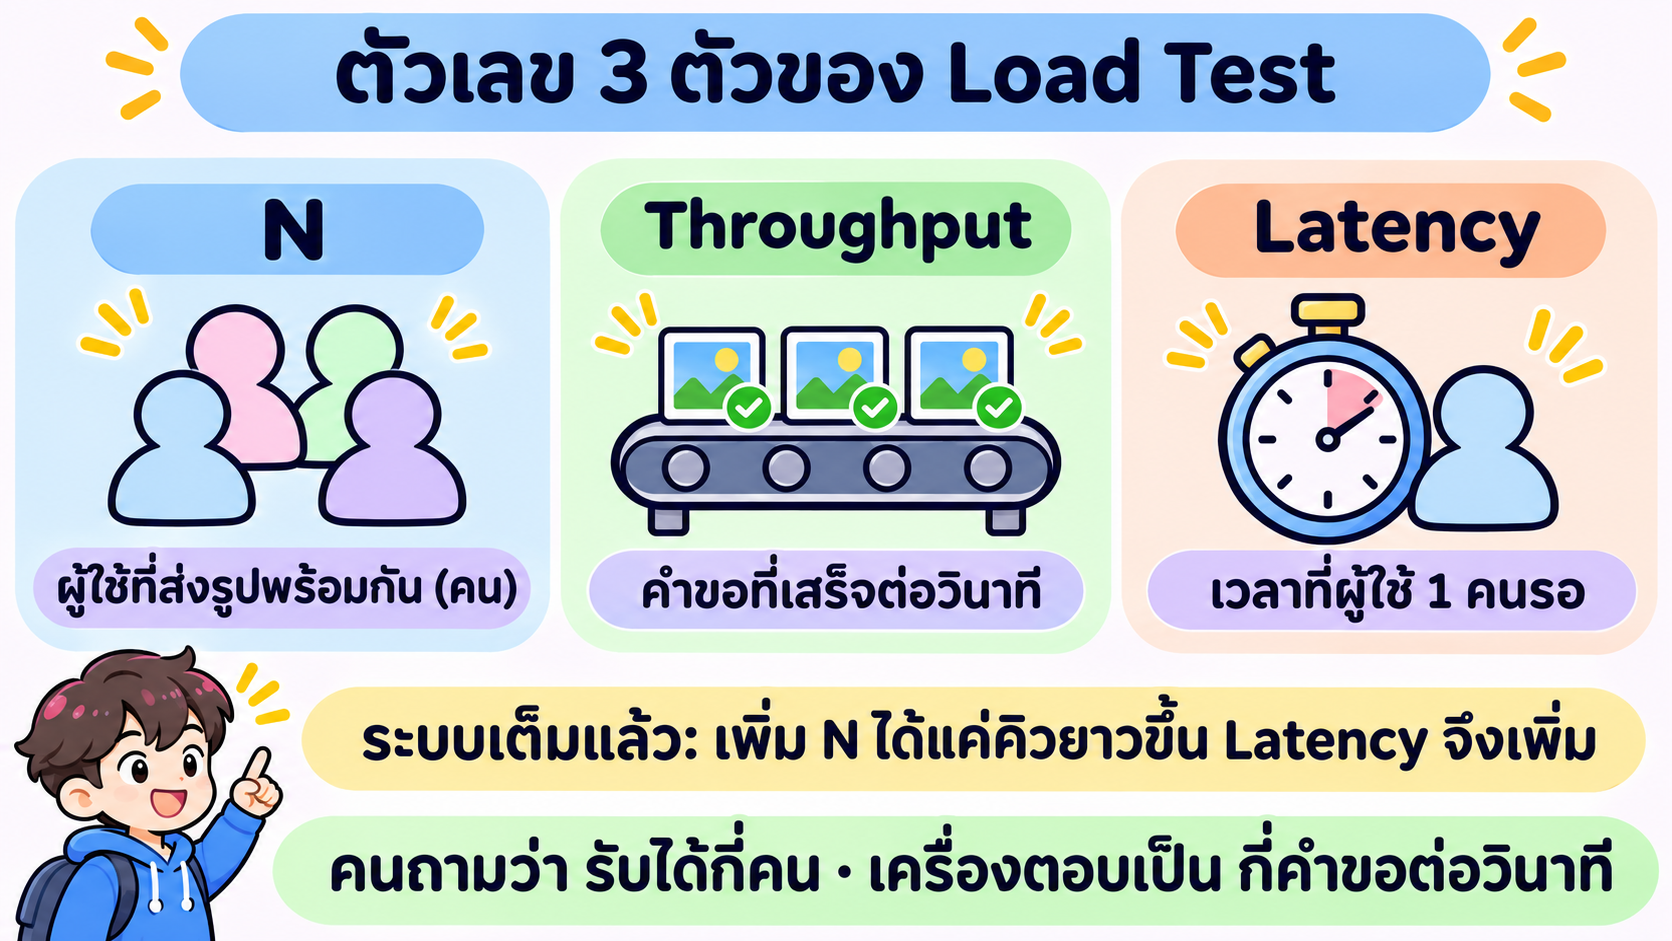 ตัวเลข 3 ตัวของ Load Test
N
Throughput
Latency
ผู้ใช้ที่ส่งรูปพร้อมกัน (คน)
คำขอที่เสร็จต่อวินาที
เวลาที่ผู้ใช้ 1 คนรอ
ระบบเต็มแล้ว: เพิ่ม N ได้แค่คิวยาวขึ้น Latency จึงเพิ่ม
คนถามว่า รับได้กี่คน · เครื่องตอบเป็น กี่คำขอต่อวินาที